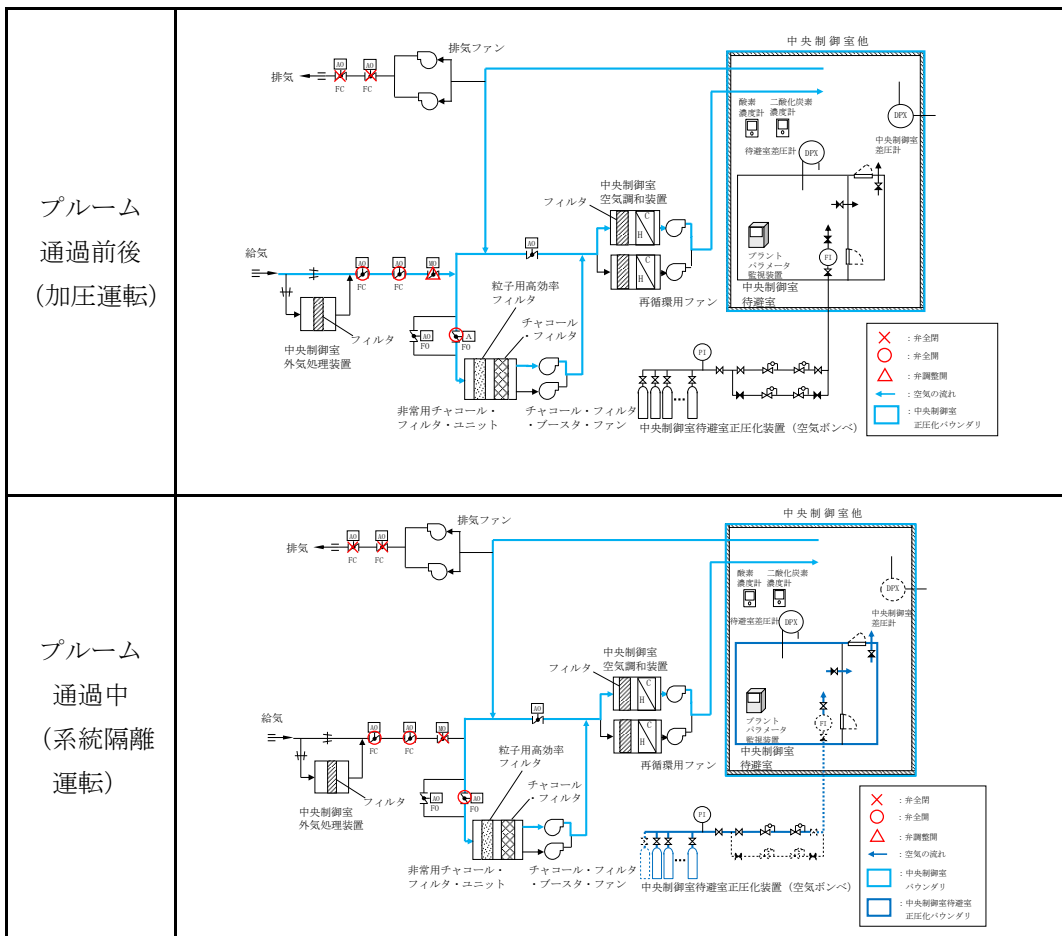 プルーム
通過前後
(加圧運転)
中央制御室他
排気ファン
排気
AO
AO
FC
FC
酸素
濃度計
二酸化炭素
濃度計
DPX
中央制御室
差圧計
待避室差圧計
DPX
中央制御室
空気調和装置
フィルタ
C
H
C
H
再循環用ファン
AO
給気
AO
AO
MO
FC
FC
フィルタ
中央制御室
外気処理装置
粒子用高効率
フィルタ
チャコール
・フィルタ
AO
FO
A
FO
非常用チャコール・
フィルタ・ユニット
チャコール・フィルタ
・ブースタ・ファン
プラント
パラメータ
監視装置
中央制御室
待避室
FI
PI
中央制御室待避室正圧化装置(空気ボンベ)
:弁全閉
:弁全開
:弁調整開
:空気の流れ
:中央制御室
正圧化バウンダリ
プルーム
通過中
(系統隔離
運転)
中央制御室他
排気ファン
排気
AO
AO
FC
FC
酸素
濃度計
二酸化炭素
濃度計
DPX
中央制御室
差圧計
待避室差圧計
DPX
中央制御室
空気調和装置
フィルタ
C
H
C
H
再循環用ファン
AO
給気
AO
AO
MO
FC
FC
フィルタ
中央制御室
外気処理装置
粒子用高効率
フィルタ
チャコール
・フィルタ
AO
FO
AO
FO
非常用チャコール・
フィルタ・ユニット
チャコール・フィルタ
・ブースタ・ファン
プラント
パラメータ
監視装置
中央制御室
待避室
FI
PI
中央制御室待避室正圧化装置(空気ボンベ)
:弁全閉
:弁全開
:弁調整開
:空気の流れ
:中央制御室
バウンダリ
:中央制御室待避室
正圧化バウンダリ